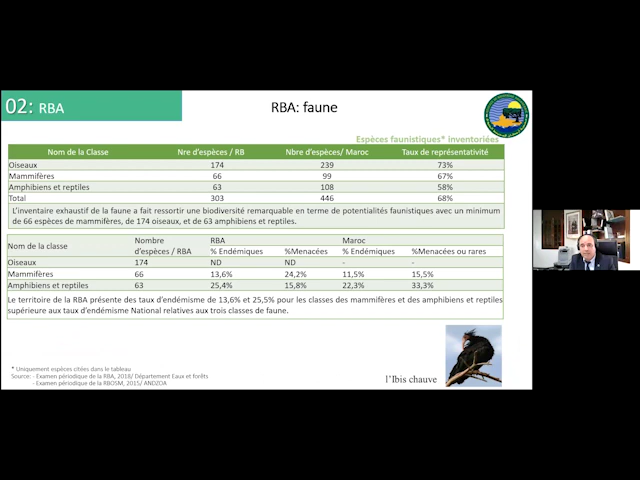 02: RBA
RBA: faune
Espèces faunistiques* inventoriées
Nom de la Classe Nre d'espèces / RB Nbre d'espèces/ Maroc Taux de représentativité
Oiseaux 174 239 73%
Mammifères 66 99 67%
Amphibiens et reptiles 63 108 58%
Total 303 446 68%
L'inventaire exhaustif de la faune a fait ressortir une biodiversité remarquable en terme de potentialités faunistiques avec un minimum
de 66 espèces de mammifères, de 174 oiseaux, et de 63 amphibiens et reptiles.
Nom de la classe Nombre d'espèces / RBA RBA Maroc
% Endémiques %Menacées % Endémiques %Menacées ou rares
Oiseaux 174 ND ND - -
Mammifères 66 13,6% 24,2% 11,5% 15,5%
Amphibiens et reptiles 63 25,4% 15,8% 22,3% 33,3%
Le territoire de la RBA présente des taux d'endémisme de 13,6% et 25,5% pour les classes des mammifères et des amphibiens et reptiles
supérieure aux taux d'endémisme National relatives aux trois classes de faune.
l'Ibis chauve
* Uniquement espèces citées dans le tableau
Source: - Examen périodique de la RBA, 2018/ Département Eaux et forêts
- Examen périodique de la RBOSM, 2015/ ANDZOA